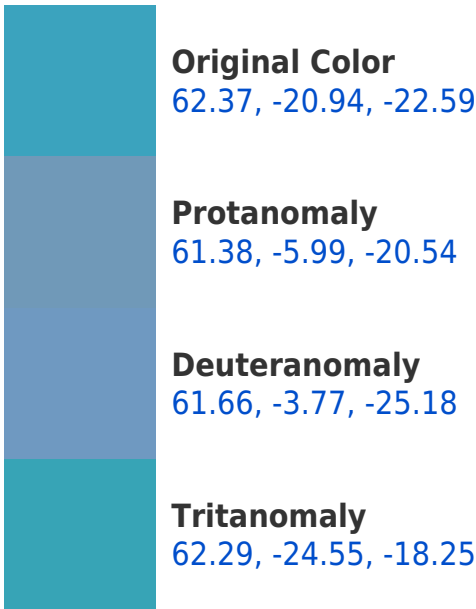 Original Color
62.37, -20.94, -22.59
Protanomaly
61.38, -5.99, -20.54
Deuteranomaly
61.66, -3.77, -25.18
Tritanomaly
62.29, -24.55, -18.25